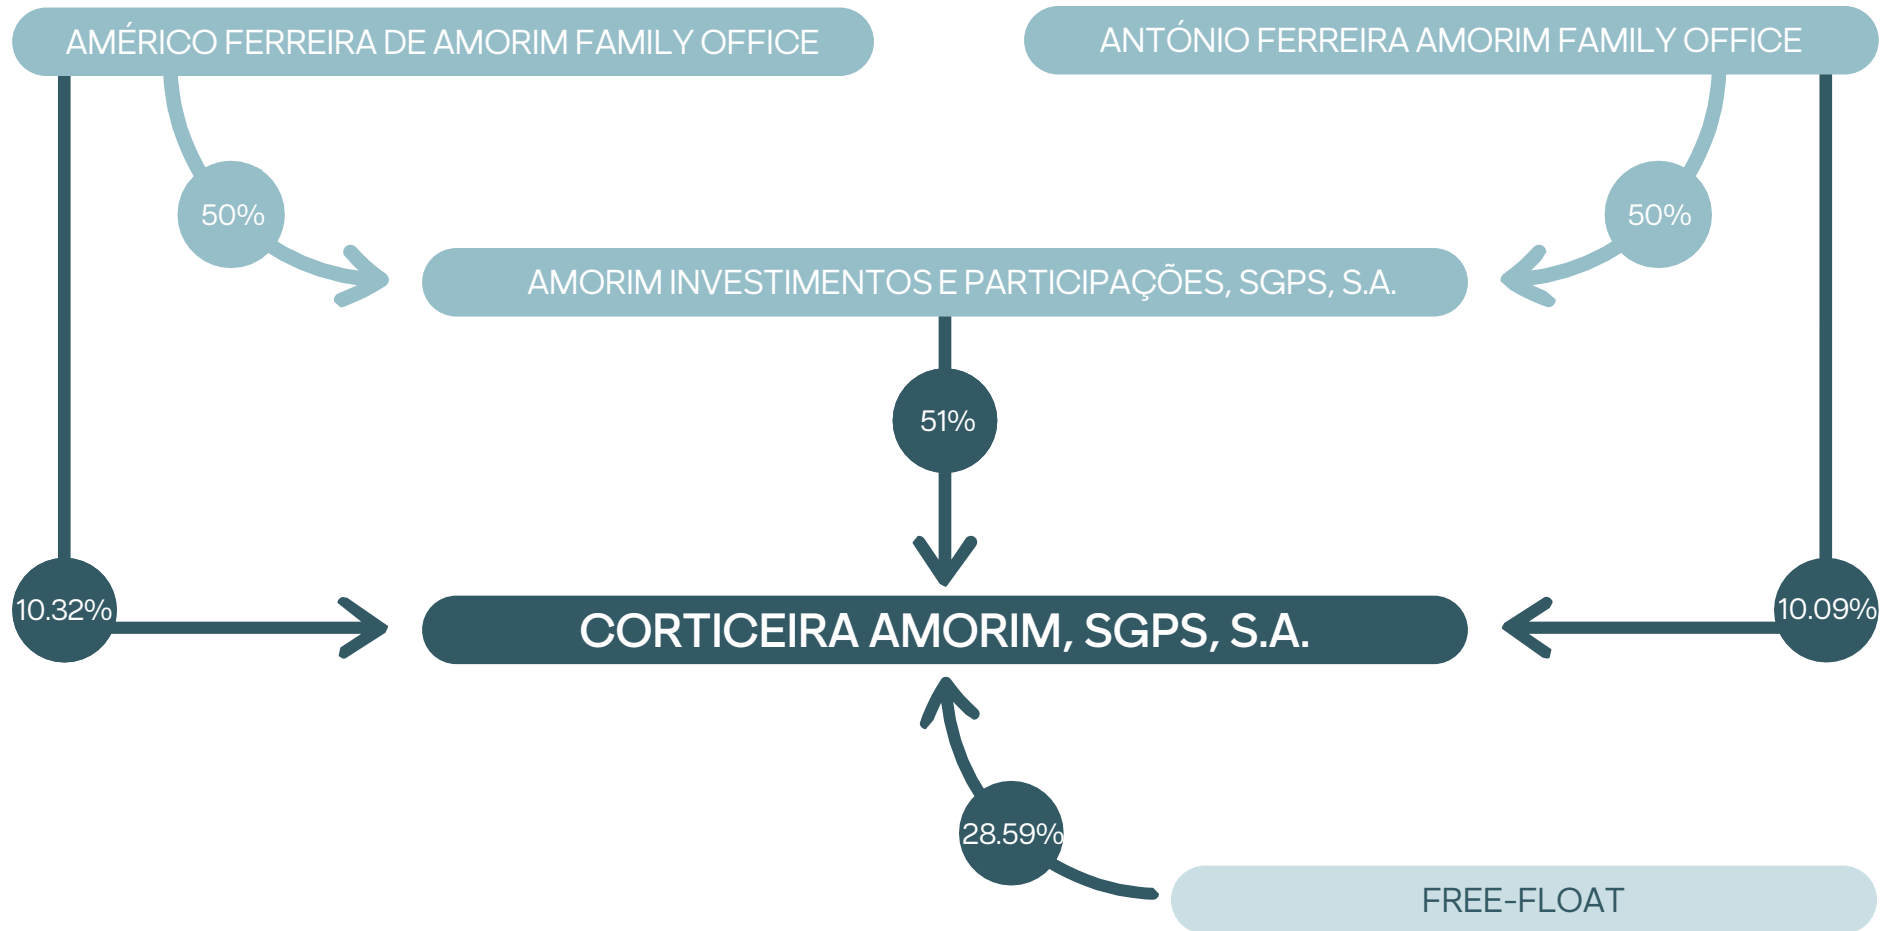 AMÉRICO FERREIRA DE AMORIM FAMILY OFFICE
ANTÓNIO FERREIRA AMORIM FAMILY OFFICE
50%
50%
AMORIM INVESTIMENTOS E PARTICIPAÇÕES, SGPS, S.A.
51%
10.32%
10.09%
CORTICEIRA AMORIM, SGPS, S.A.
28.59%
FREE-FLOAT